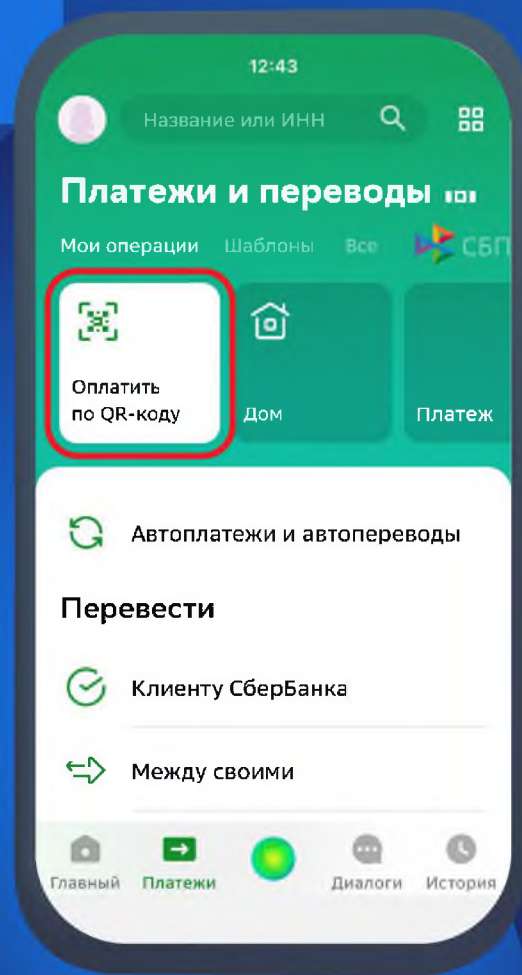 12:43
Название или ИНН
Платежи и переводы
Мои операции Шаблоны Все СБП
Оплатить
по QR-коду
Дом
Платеж
Автоплатежи и автопереводы
Перевести
Клиенту СберБанка
Между своими
Главный Платежи Диалоги История